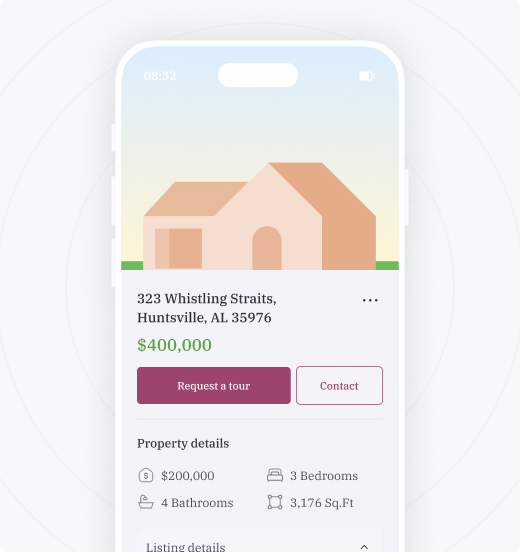 08:32
323 Whistling Straits,
Huntsville, AL 35976
$400,000
Request a tour
Contact
Property details
$200,000
3 Bedrooms
4 Bathrooms
3,176 Sq.Ft
Listing details